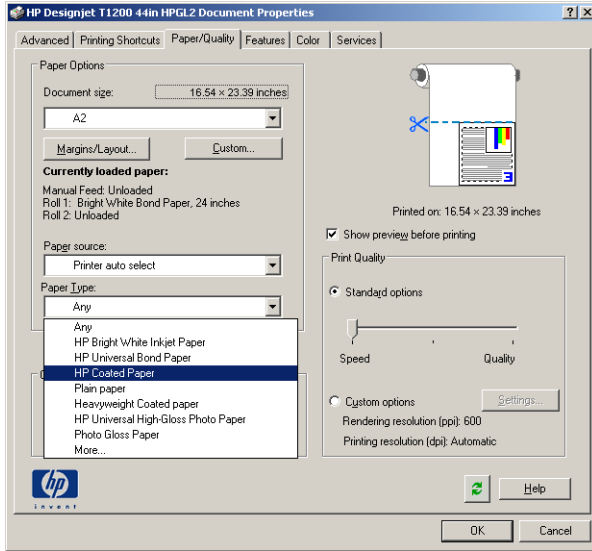 HP Designjet T1200 44in HPGL2 Document Properties
Advanced Printing Shortcuts Paper/Quality Features Color Services
Paper Options
Document size: 16.54 × 23.39 inches
A2
Margins/Layout... Custom...
Currently loaded paper:
Manual Feed: Unloaded
Roll 1: Bright White Bond Paper, 24 inches
Roll 2: Unloaded
Paper source:
Printer auto select
Paper Type:
Any
Any
HP Bright White Inkjet Paper
HP Universal Bond Paper
HP Coated Paper
Plain paper
Heavyweight Coated paper
HP Universal High-Gloss Photo Paper
Photo Gloss Paper
More...
3
Printed on: 16.54 × 23.39 inches
Show preview before printing
Print Quality
Standard options
Speed Quality
Custom options Settings...
Rendering resolution (ppi): 600
Printing resolution (dpi): Automatic
hp
invent
Help
OK Cancel